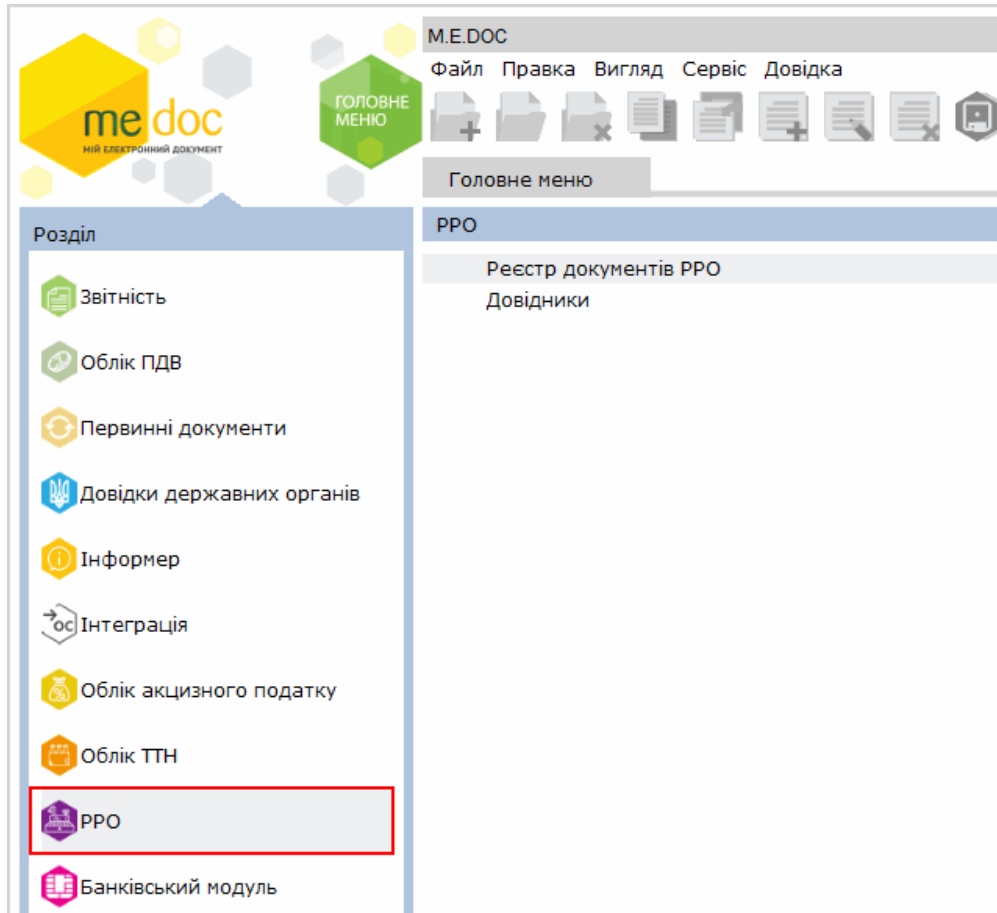 me doc
МІЙ ЕЛЕКТРОННИЙ ДОКУМЕНТ
ГОЛОВНЕ
МЕНЮ
M.E.DOC
Файл Правка Вигляд Сервіс Довідка
Головне меню
Розділ
Звітність
Облік ПДВ
Первинні документи
Довідки державних органів
Інформер
ос Інтеграція
Облік акцизного податку
Облік ТТН
РРО
Банківський модуль
РРО
Реєстр документів РРО
Довідники